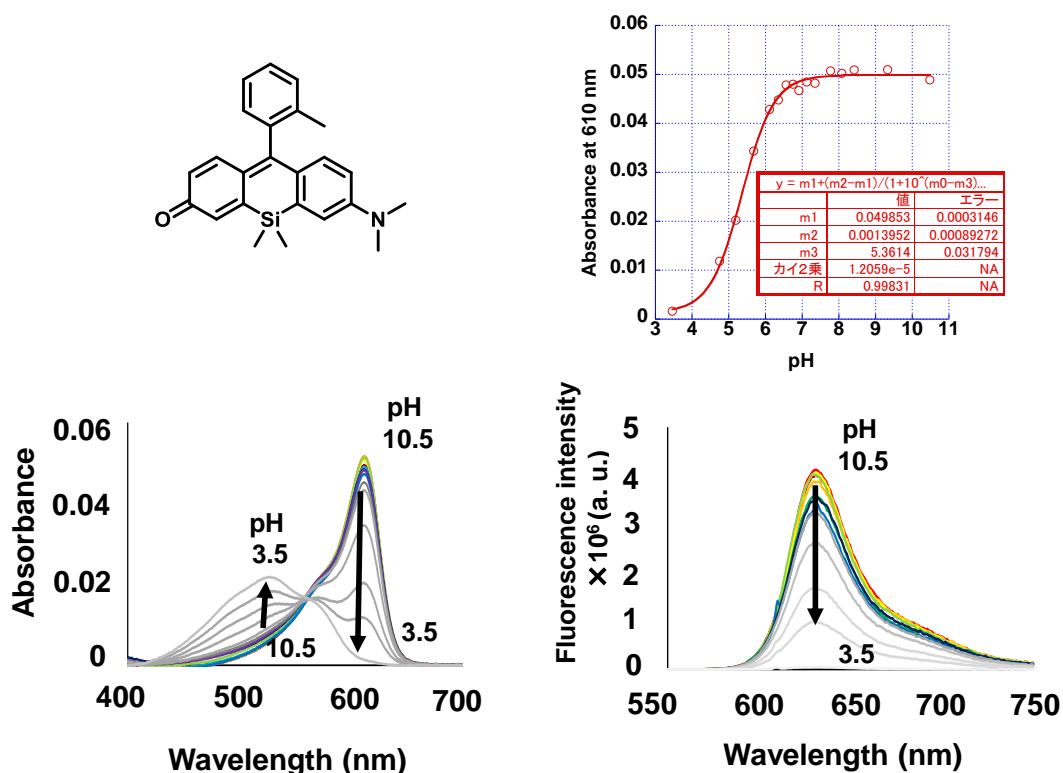 O
Si
N
Absorbance at 610 nm
0.06
0.05
0.04
0.03
0.02
0.01
0
3 4 5 6 7 8 9 10 11
pH
y = m1+(m2-m1)/(1+10^(m0-m3)...
値 エラー
m1 0.049853 0.0003146
m2 0.0013952 0.00089272
m3 5.3614 0.031794
カイ2乗 1.2059e-5 NA
R 0.99831 NA
Absorbance
0.06
0.04
0.02
0
pH
10.5
pH
3.5
10.5
3.5
400 500 600 700
Wavelength (nm)
Fluorescence intensity
×10⁶ (a. u.)
5
4
3
2
1
0
pH
10.5
3.5
550 600 650 700 750
Wavelength (nm)